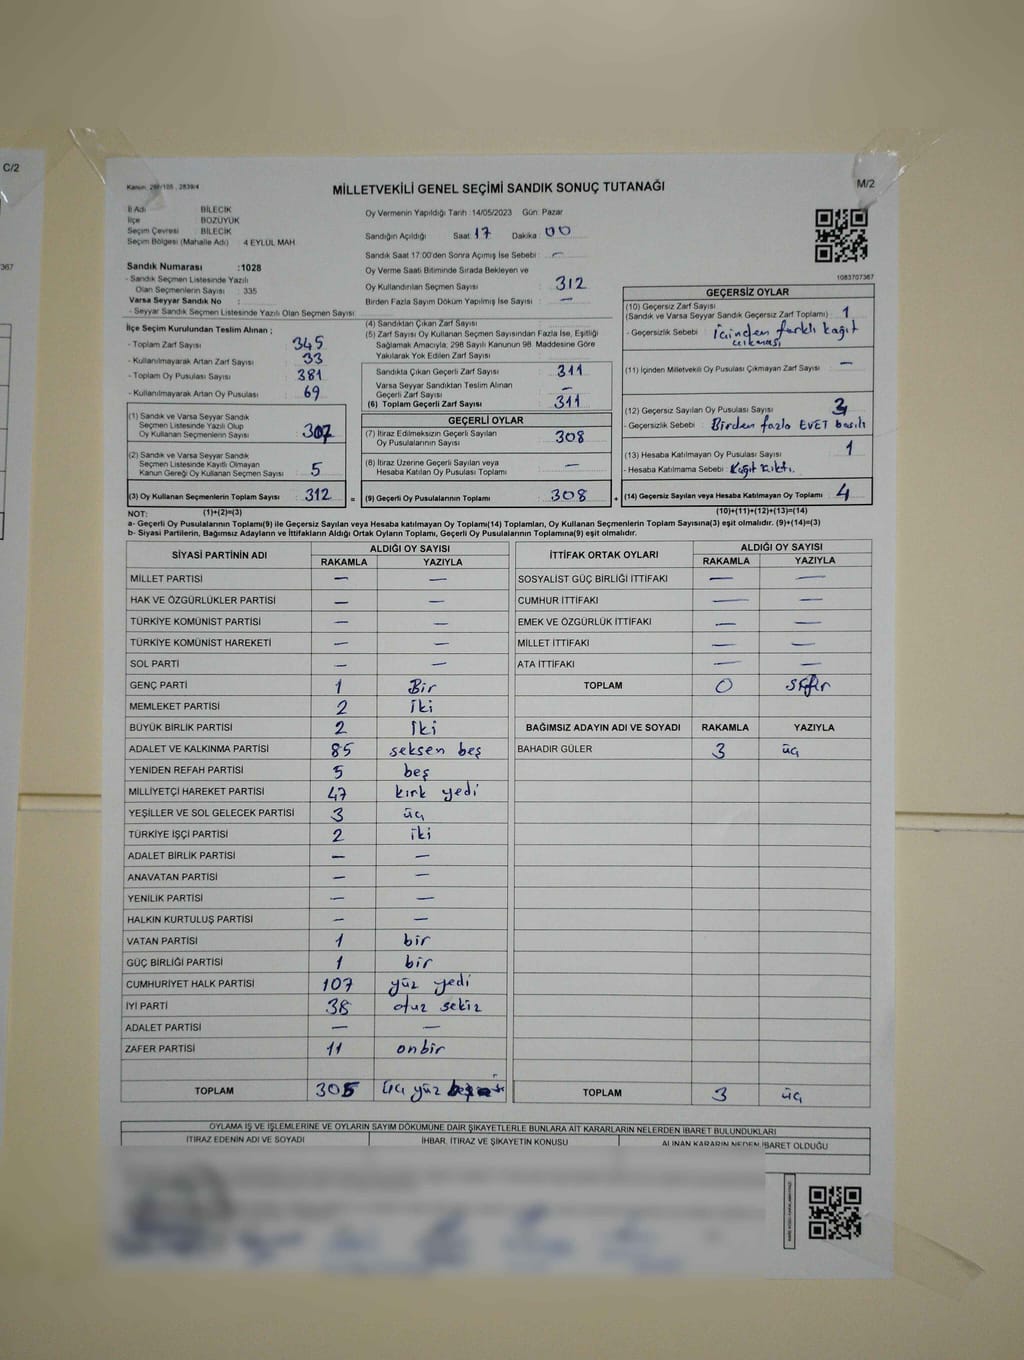 C/2
367
Kanun: 298/105 , 2839/4
MİLLETVEKİLİ GENEL SEÇİMİ SANDIK SONUÇ TUTANAĞI
M/2
İl Adı : BİLECİK
İlçe : BOZÜYÜK
Seçim Çevresi : BİLECİK
Seçim Bölgesi (Mahalle Adı) : 4 EYLÜL MAH.
Sandık Numarası :1028
- Sandık Seçmen Listesinde Yazılı
Olan Seçmenlerin Sayısı : 335
Varsa Seyyar Sandık No :
- Seyyar Sandık Seçmen Listesinde Yazılı Olan Seçmen Sayısı
İlçe Seçim Kurulundan Teslim Alınan ;
- Toplam Zarf Sayısı : 345
- Kullanılmayarak Artan Zarf Sayısı : 33
- Toplam Oy Pusulası Sayısı : 381
- Kullanılmayarak Artan Oy Pusulası : 69
(1) Sandık ve Varsa Seyyar Sandık
Seçmen Listesinde Yazılı Olup
Oy Kullanan Seçmenlerin Sayısı : 307
(2) Sandık ve Varsa Seyyar Sandık
Seçmen Listesinde Kayıtlı Olmayan
Kanun Gereği Oy Kullanan Seçmen Sayısı : 5
(3) Oy Kullanan Seçmenlerin Toplam Sayısı : 312 =
Oy Vermenin Yapıldığı Tarih :14/05/2023 Gün: Pazar
Sandığın Açıldığı Saat: 17 Dakika : 00
Sandık Saat 17:00'den Sonra Açılmış İse Sebebi : —
Oy Verme Saati Bitiminde Sırada Bekleyen ve
Oy Kullandırılan Seçmen Sayısı : 312
Birden Fazla Sayım Döküm Yapılmış İse Sayısı : —
(4) Sandıktan Çıkan Zarf Sayısı :
(5) Zarf Sayısı Oy Kullanan Seçmen Sayısından Fazla İse, Eşitliği
Sağlamak Amacıyla; 298 Sayılı Kanunun 98. Maddesine Göre
Yakılarak Yok Edilen Zarf Sayısı :
Sandıkta Çıkan Geçerli Zarf Sayısı : 311
Varsa Seyyar Sandıktan Teslim Alınan
Geçerli Zarf Sayısı : —
(6) Toplam Geçerli Zarf Sayısı : 311
GEÇERLİ OYLAR
(7) İtiraz Edilmeksizin Geçerli Sayılan
Oy Pusulalarının Sayısı : 308
(8) İtiraz Üzerine Geçerli Sayılan veya
Hesaba Katılan Oy Pusulası Toplamı : —
(9) Geçerli Oy Pusulalarının Toplamı : 308 +
1083707367
GEÇERSİZ OYLAR
(10) Geçersiz Zarf Sayısı
(Sandık ve Varsa Seyyar Sandık Geçersiz Zarf Toplamı) : 1
- Geçersizlik Sebebi : İçinden farklı kağıt
çıkması
(11) İçinden Milletvekili Oy Pusulası Çıkmayan Zarf Sayısı : —
(12) Geçersiz Sayılan Oy Pusulası Sayısı :
- Geçersizlik Sebebi : Birden fazla EVET basılı
(13) Hesaba Katılmayan Oy Pusulası Sayısı : 1
- Hesaba Katılmama Sebebi : Kağıt
(14) Geçersiz Sayılan veya Hesaba Katılmayan Oy Toplamı : 4
NOT: (1)+(2)=(3) (10)+(11)+(12)+(13)=(14)
a- Geçerli Oy Pusulalarının Toplamı(9) ile Geçersiz Sayılan veya Hesaba katılmayan Oy Toplamı(14) Toplamları, Oy Kullanan Seçmenlerin Toplam Sayısına(3) eşit olmalıdır. (9)+(14)=(3)
b- Siyasi Partilerin, Bağımsız Adayların ve İttifakların Aldığı Ortak Oyların Toplamı, Geçerli Oy Pusulalarının Toplamına(9) eşit olmalıdır.
SİYASİ PARTİNİN ADI ALDIĞI OY SAYISI
RAKAMLA YAZIYLA
MİLLET PARTİSİ — —
HAK VE ÖZGÜRLÜKLER PARTİSİ — —
TÜRKİYE KOMÜNİST PARTİSİ — —
TÜRKİYE KOMÜNİST HAREKETİ — —
SOL PARTİ — —
GENÇ PARTİ 1 Bir
MEMLEKET PARTİSİ 2 İki
BÜYÜK BİRLİK PARTİSİ 2 İki
ADALET VE KALKINMA PARTİSİ 85 seksen beş
YENİDEN REFAH PARTİSİ 5 beş
MİLLİYETÇİ HAREKET PARTİSİ 47 kırk yedi
YEŞİLLER VE SOL GELECEK PARTİSİ 3 üç
TÜRKİYE İŞÇİ PARTİSİ 2 iki
ADALET BİRLİK PARTİSİ — —
ANAVATAN PARTİSİ — —
YENİLİK PARTİSİ — —
HALKIN KURTULUŞ PARTİSİ — —
VATAN PARTİSİ 1 bir
GÜÇ BİRLİĞİ PARTİSİ 1 bir
CUMHURİYET HALK PARTİSİ 107 yüz yedi
İYİ PARTİ 38 otuz sekiz
ADALET PARTİSİ — —
ZAFER PARTİSİ 11 onbir
TOPLAM 305 Üç yüz beş
İTTİFAK ORTAK OYLARI ALDIĞI OY SAYISI
RAKAMLA YAZIYLA
SOSYALİST GÜÇ BİRLİĞİ İTTİFAKI — —
CUMHUR İTTİFAKI — —
EMEK VE ÖZGÜRLÜK İTTİFAKI — —
MİLLET İTTİFAKI — —
ATA İTTİFAKI — —
TOPLAM 0 sıfır
BAĞIMSIZ ADAYIN ADI VE SOYADI RAKAMLA YAZIYLA
BAHADIR GÜLER 3 üç
TOPLAM 3 üç
OYLAMA İŞ VE İŞLEMLERİNE VE OYLARIN SAYIM DÖKÜMÜNE DAİR ŞİKAYETLERLE BUNLARA AİT KARARLARIN NELERDEN İBARET BULUNDUKLARI
İTİRAZ EDENİN ADI VE SOYADI İHBAR, İTİRAZ VE ŞİKAYETİN KONUSU ALINAN KARARIN NEDEN İBARET OLDUĞU